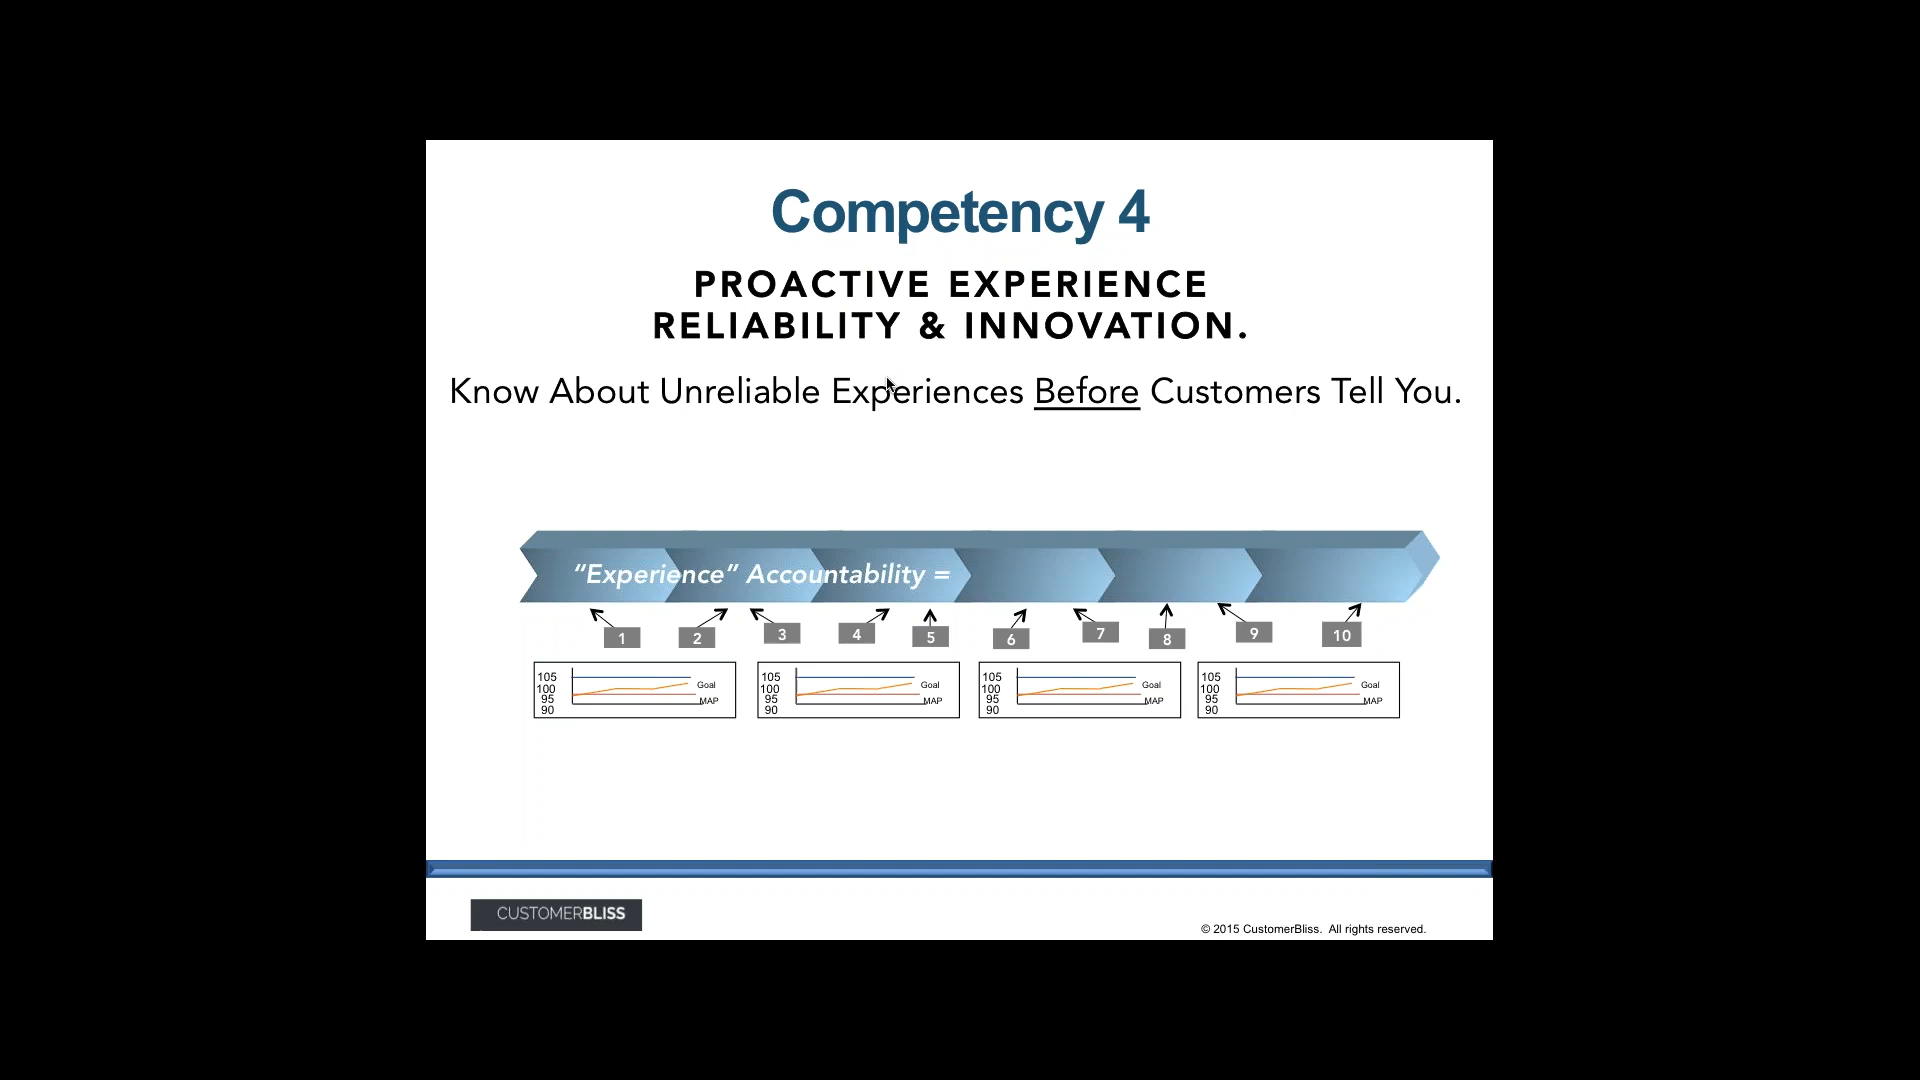 Competency 4
PROACTIVE EXPERIENCE
RELIABILITY & INNOVATION.
Know About Unreliable Experiences Before Customers Tell You.
“Experience” Accountability =
1 2 3 4 5 6 7 8 9 10
105
100
95
90
Goal
MAP
105
100
95
90
Goal
MAP
105
100
95
90
Goal
MAP
105
100
95
90
Goal
MAP
CUSTOMERBLISS
© 2015 CustomerBliss. All rights reserved.